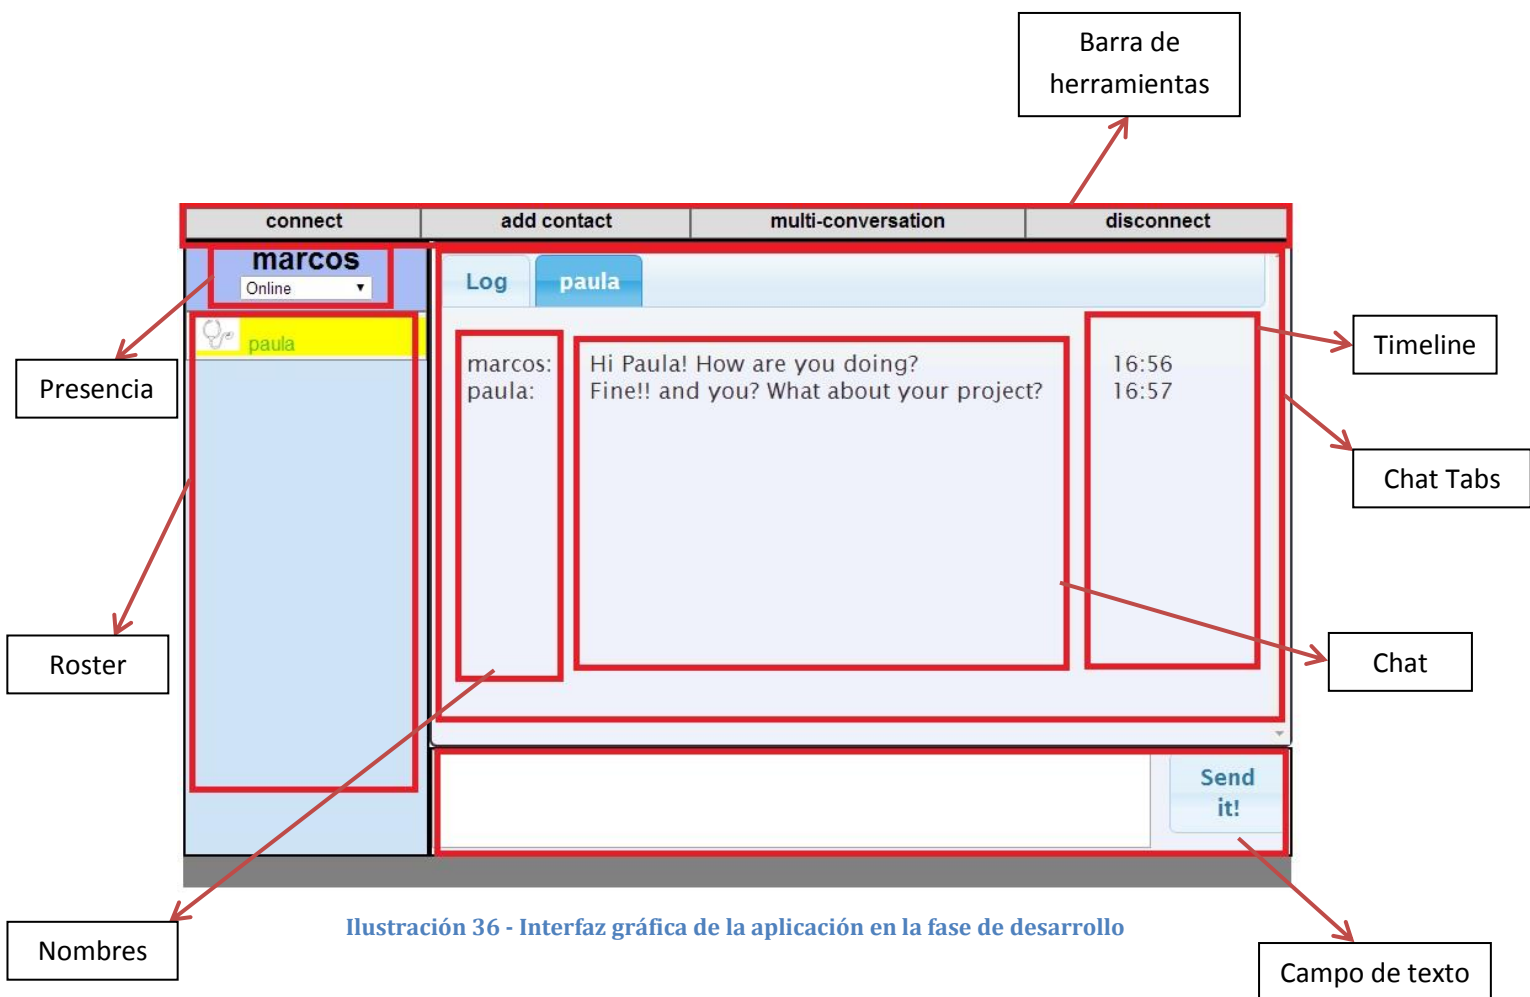 Barra de
herramientas
connect add contact multi-conversation disconnect
marcos
Online
Log paula
paula
Timeline
marcos: Hi Paula! How are you doing? 16:56
paula: Fine!! and you? What about your project? 16:57
Presencia
Chat Tabs
Roster
Chat
Send
it!
Nombres
Ilustración 36 - Interfaz gráfica de la aplicación en la fase de desarrollo
Campo de texto